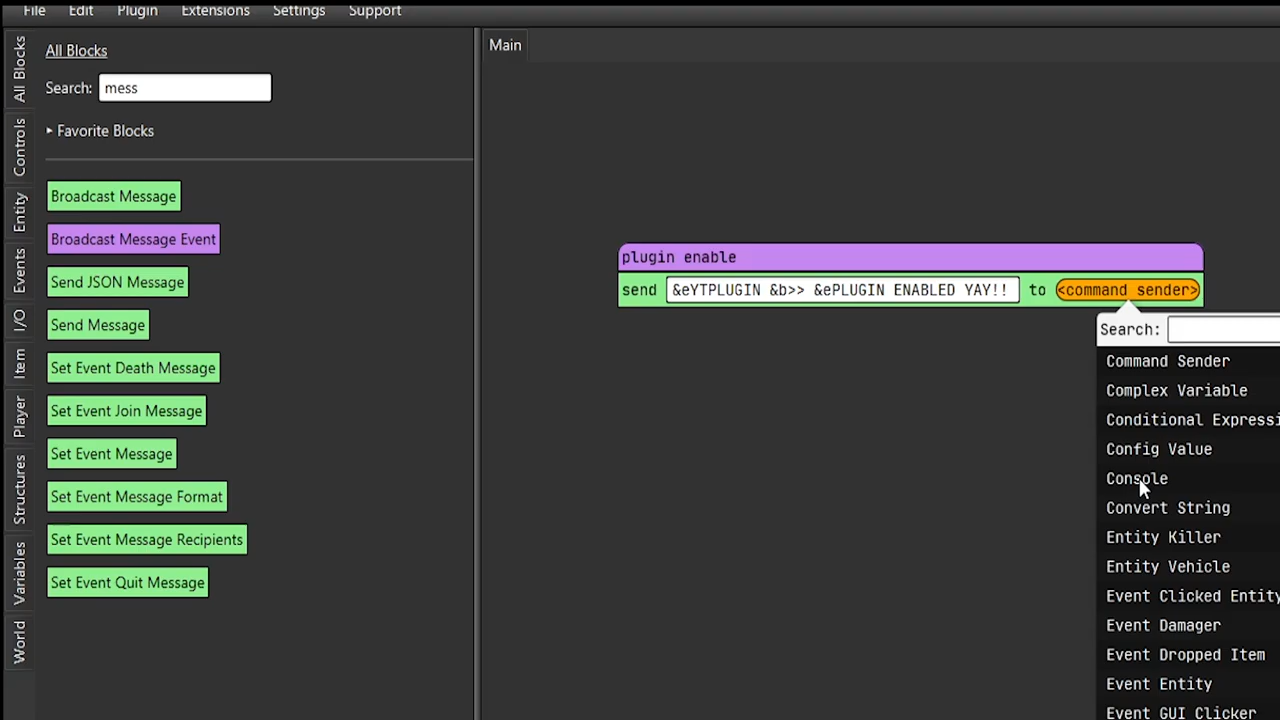 File Edit Plugin Extensions Settings Support
All Blocks
Controls
Entity
Events
I/O
Item
Player
Structures
Variables
World
All Blocks
Search: mess
▸ Favorite Blocks
Broadcast Message
Broadcast Message Event
Send JSON Message
Send Message
Set Event Death Message
Set Event Join Message
Set Event Message
Set Event Message Format
Set Event Message Recipients
Set Event Quit Message
Main
plugin enable
send &eYTPLUGIN &b>> &ePLUGIN ENABLED YAY!! to <command sender>
Search:
Command Sender
Complex Variable
Conditional Expressi
Config Value
Console
Convert String
Entity Killer
Entity Vehicle
Event Clicked Entity
Event Damager
Event Dropped Item
Event Entity
Event GUI Clicker